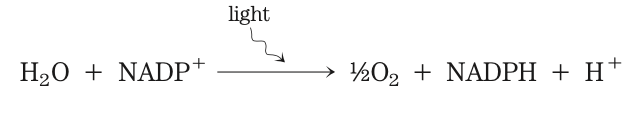 light
H₂O + NADP⁺ ⟶ ½O₂ + NADPH + H⁺